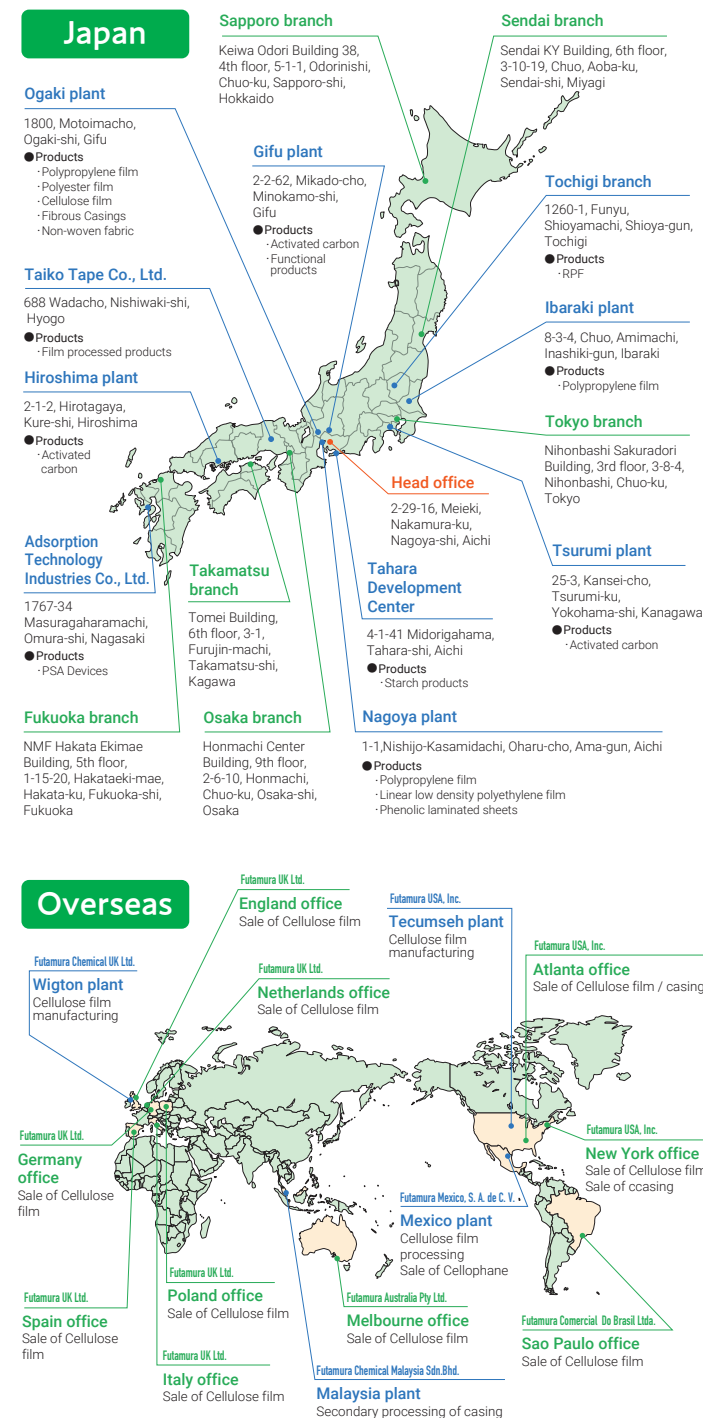 Japan
Sapporo branch
Keiwa Odori Building 38,
4th floor, 5-1-1, Odorinishi,
Chuo-ku, Sapporo-shi,
Hokkaido
Sendai branch
Sendai KY Building, 6th floor,
3-10-19, Chuo, Aoba-ku,
Sendai-shi, Miyagi
Ogaki plant
1800, Motoimacho,
Ogaki-shi, Gifu
●Products
・Polypropylene film
・Polyester film
・Cellulose film
・Fibrous Casings
・Non-woven fabric
Gifu plant
2-2-62, Mikado-cho,
Minokamo-shi,
Gifu
●Products
・Activated carbon
・Functional
products
Tochigi branch
1260-1, Funyu,
Shioyamachi, Shioya-gun,
Tochigi
●Products
・RPF
Taiko Tape Co., Ltd.
688 Wadacho, Nishiwaki-shi,
Hyogo
●Products
・Film processed products
Ibaraki plant
8-3-4, Chuo, Amimachi,
Inashiki-gun, Ibaraki
●Products
・Polypropylene film
Hiroshima plant
2-1-2, Hirotagaya,
Kure-shi, Hiroshima
●Products
・Activated
carbon
Tokyo branch
Nihonbashi Sakuradori
Building, 3rd floor, 3-8-4,
Nihonbashi, Chuo-ku,
Tokyo
Head office
2-29-16, Meieki,
Nakamura-ku,
Nagoya-shi, Aichi
Adsorption
Technology
Industries Co., Ltd.
1767-34
Masuragaharamachi,
Omura-shi, Nagasaki
●Products
・PSA Devices
Takamatsu
branch
Tomei Building,
6th floor, 3-1,
Furujin-machi,
Takamatsu-shi,
Kagawa
Tahara
Development
Center
4-1-41 Midorigahama,
Tahara-shi, Aichi
●Products
・Starch products
Tsurumi plant
25-3, Kansei-cho,
Tsurumi-ku,
Yokohama-shi, Kanagawa
●Products
・Activated carbon
Fukuoka branch
NMF Hakata Ekimae
Building, 5th floor,
1-15-20, Hakataeki-mae,
Hakata-ku, Fukuoka-shi,
Fukuoka
Osaka branch
Honmachi Center
Building, 9th floor,
2-6-10, Honmachi,
Chuo-ku, Osaka-shi,
Osaka
Nagoya plant
1-1,Nishijo-Kasamidachi, Oharu-cho, Ama-gun, Aichi
●Products
・Polypropylene film
・Linear low density polyethylene film
・Phenolic laminated sheets
Overseas
Futamura UK Ltd.
England office
Sale of Cellulose film
Futamura USA, Inc.
Tecumseh plant
Cellulose film
manufacturing
Futamura USA, Inc.
Atlanta office
Sale of Cellulose film / casing
Futamura Chemical UK Ltd.
Wigton plant
Cellulose film
manufacturing
Futamura UK Ltd.
Netherlands office
Sale of Cellulose film
Futamura UK Ltd.
Germany
office
Sale of Cellulose
film
Futamura USA, Inc.
New York office
Sale of Cellulose film
Sale of ccasing
Futamura Mexico, S. A. de C. V.
Mexico plant
Cellulose film
processing
Sale of Cellophane
Futamura UK Ltd.
Poland office
Sale of Cellulose film
Futamura UK Ltd.
Spain office
Sale of Cellulose
film
Futamura Australia Pty Ltd.
Melbourne office
Sale of Cellulose film
Futamura Comercial Do Brasil Ltda.
Sao Paulo office
Sale of Cellulose film
Futamura UK Ltd.
Italy office
Sale of Cellulose film
Futamura Chemical Malaysia Sdn.Bhd.
Malaysia plant
Secondary processing of casing